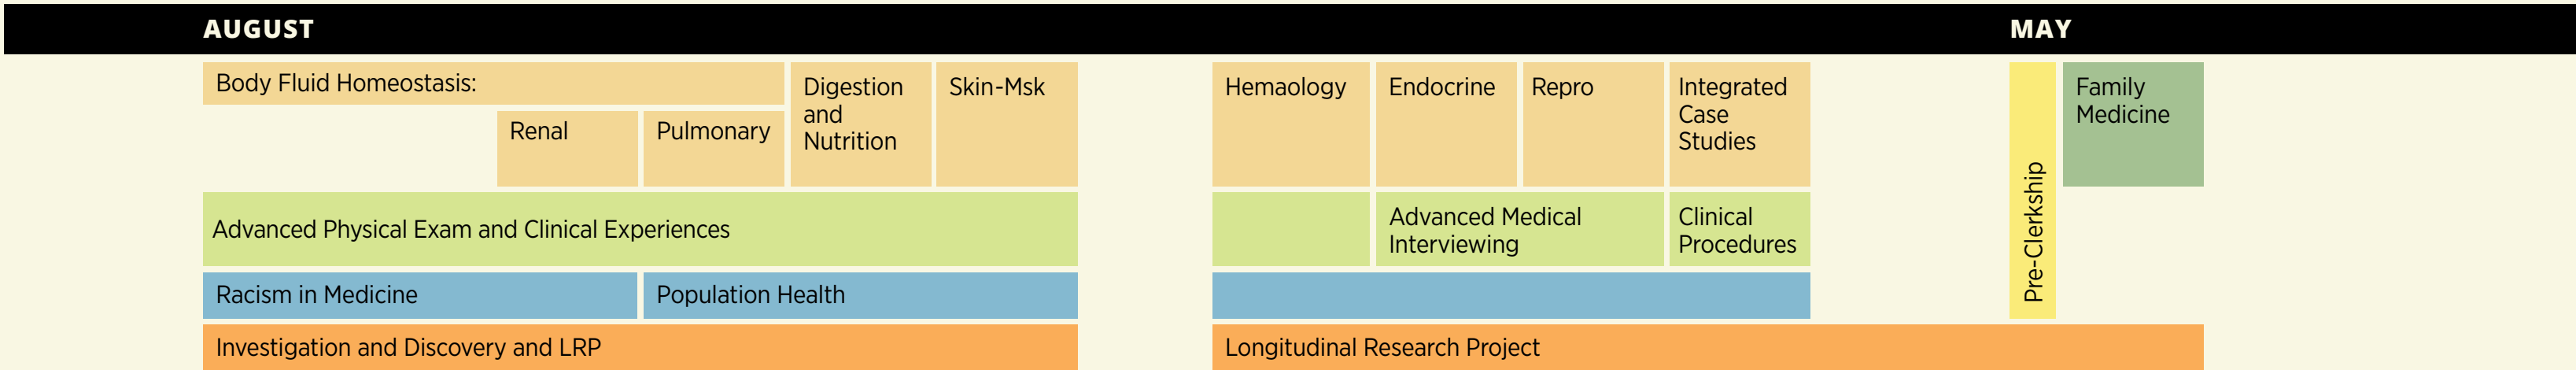 AUGUST
MAY
Body Fluid Homeostasis:
Renal
Pulmonary
Digestion
and
Nutrition
Skin-Msk
Hemaology
Endocrine
Repro
Integrated
Case
Studies
Pre-Clerkship
Family
Medicine
Advanced Physical Exam and Clinical Experiences
Advanced Medical
Interviewing
Clinical
Procedures
Racism in Medicine
Population Health
Investigation and Discovery and LRP
Longitudinal Research Project